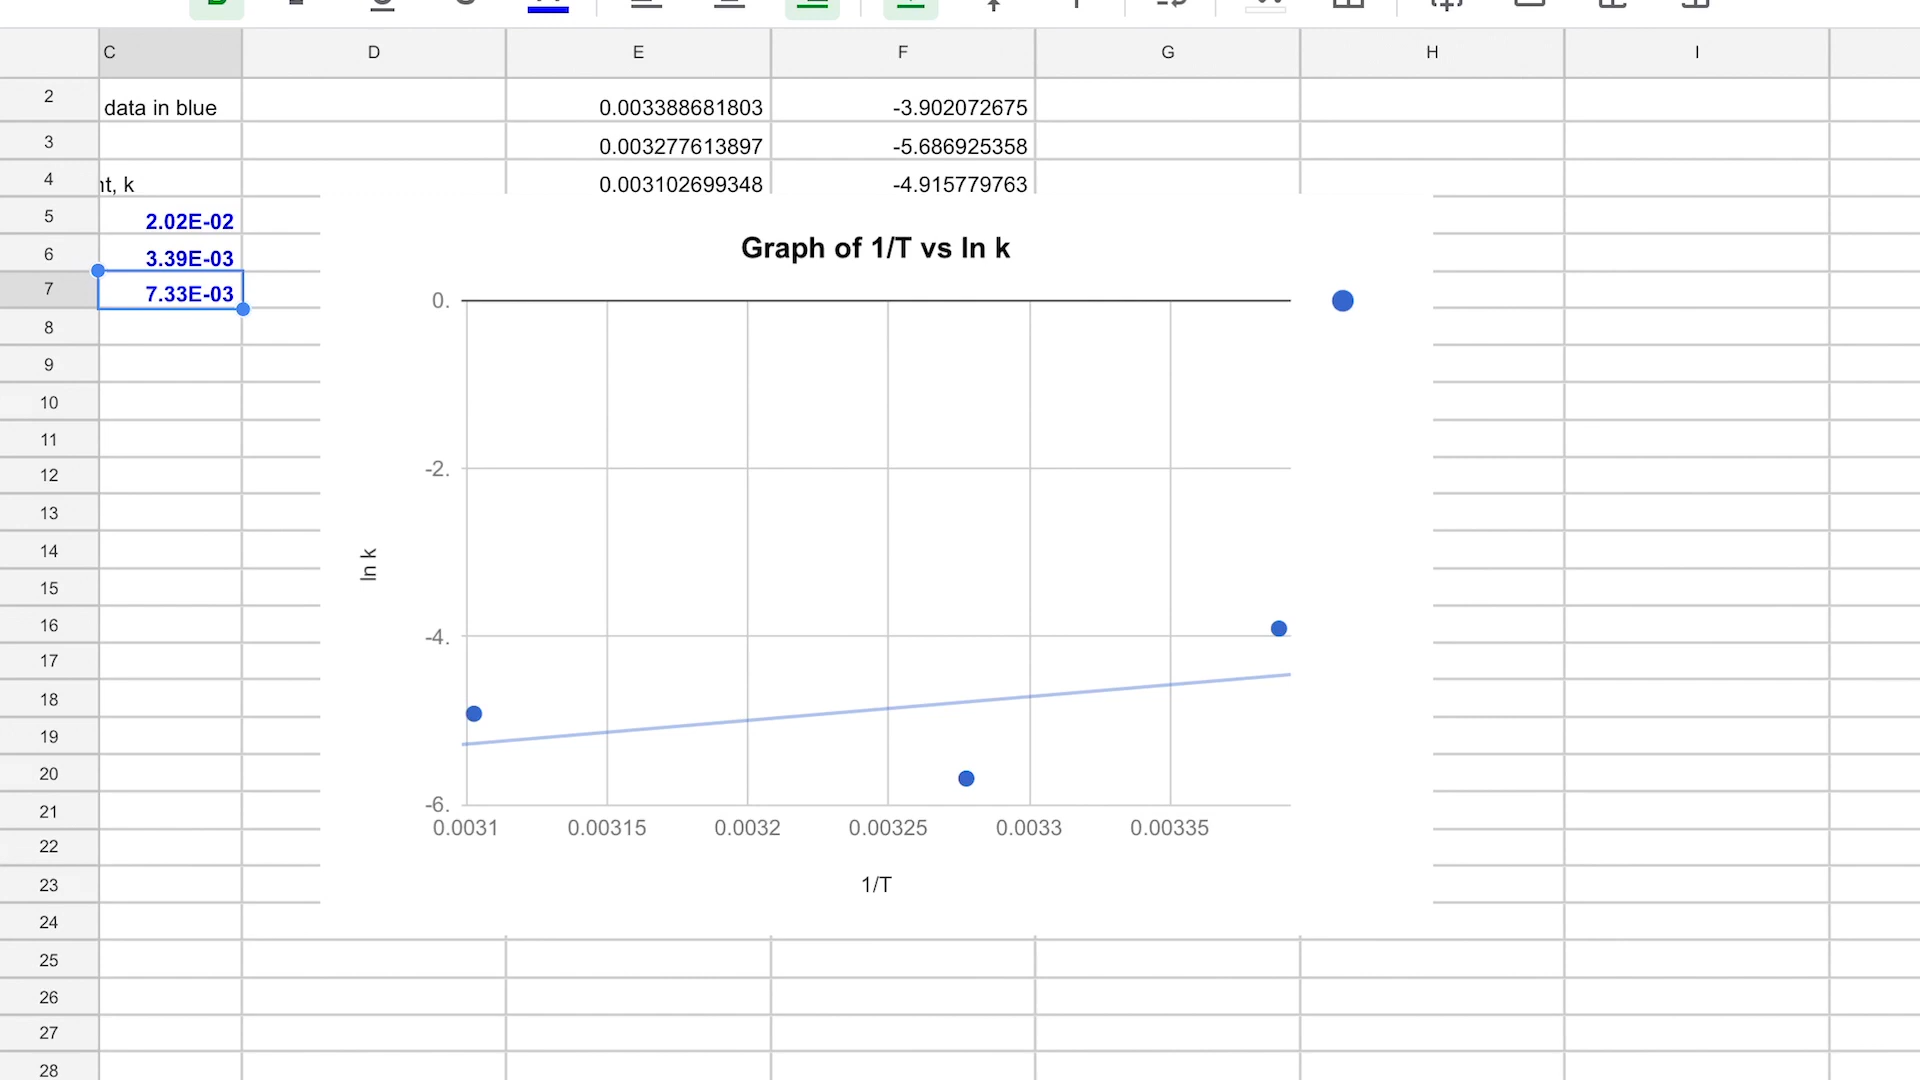 C D E F G H I
2 data in blue 0.003388681803 -3.902072675
3 0.003277613897 -5.686925358
4 nt, k 0.003102699348 -4.915779763
5 2.02E-02
6 3.39E-03
7 7.33E-03
8
9
10
11
12
13
14
15
16
17
18
19
20
21
22
23
24
25
26
27
28
Graph of 1/T vs ln k
0.
-2.
-4.
-6.
ln k
0.0031 0.00315 0.0032 0.00325 0.0033 0.00335
1/T